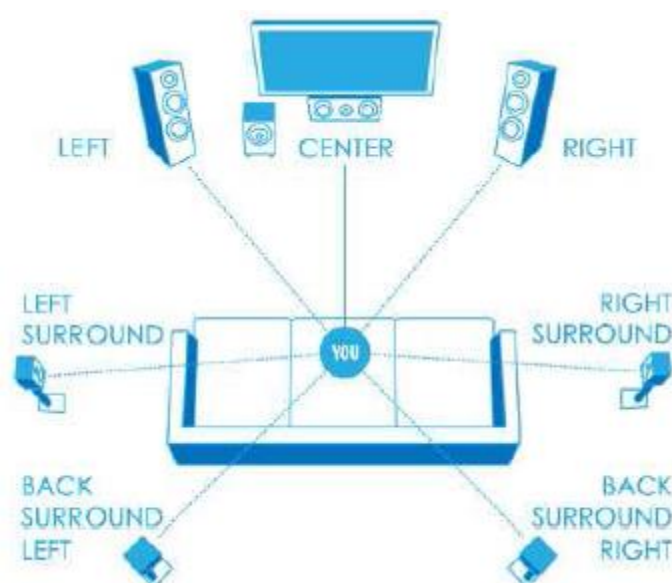 LEFT
CENTER
RIGHT
LEFT
SURROUND
RIGHT
SURROUND
YOU
BACK
SURROUND
LEFT
BACK
SURROUND
RIGHT